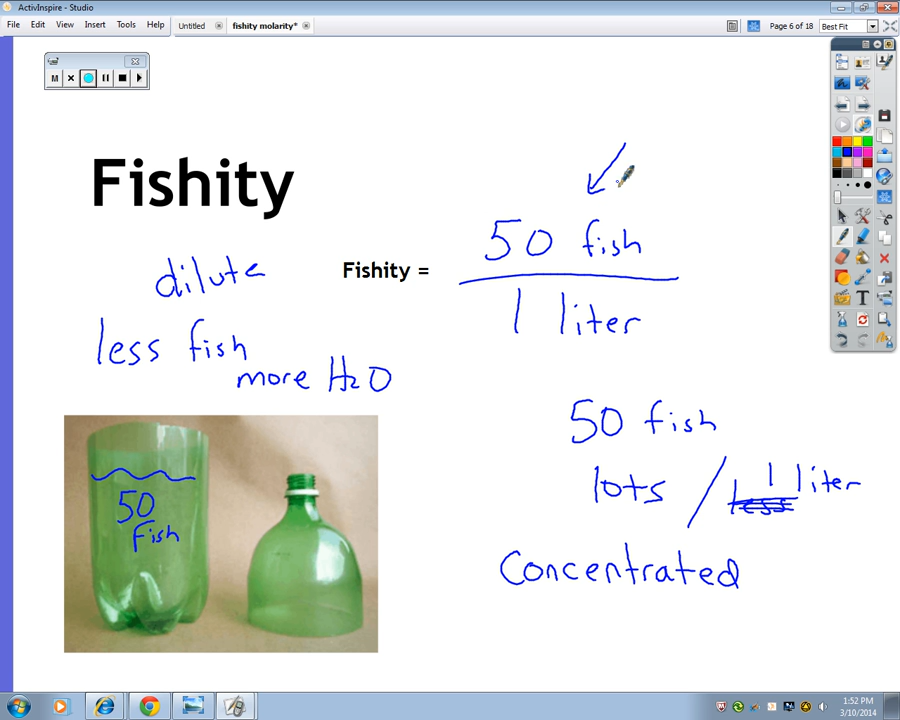 ActivInspire - Studio
File Edit View Insert Tools Help
Untitled
fishity molarity*
Page 6 of 18
Best Fit
M
Fishity
dilute
less fish
more H2O
Fishity =
50 fish
1 liter
50 fish
lots / 1 liter
less
Concentrated
50
Fish
T
1:52 PM
3/10/2014